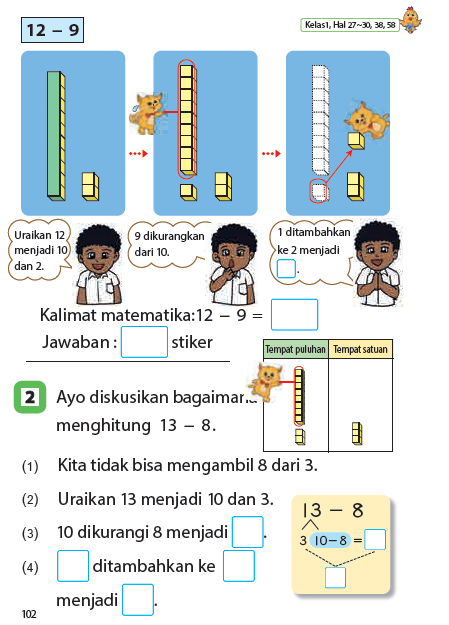 12 – 9
Kelas1, Hal 27~30, 38, 58
Uraikan 12
menjadi 10
dan 2.
9 dikurangkan
dari 10.
1 ditambahkan
ke 2 menjadi
.
Kalimat matematika:12 – 9 =
Jawaban : stiker
Tempat puluhan Tempat satuan
2 Ayo diskusikan bagaimana
menghitung 13 – 8.
(1) Kita tidak bisa mengambil 8 dari 3.
(2) Uraikan 13 menjadi 10 dan 3.
(3) 10 dikurangi 8 menjadi .
(4) ditambahkan ke
menjadi .
13 – 8
3 10–8 =
102